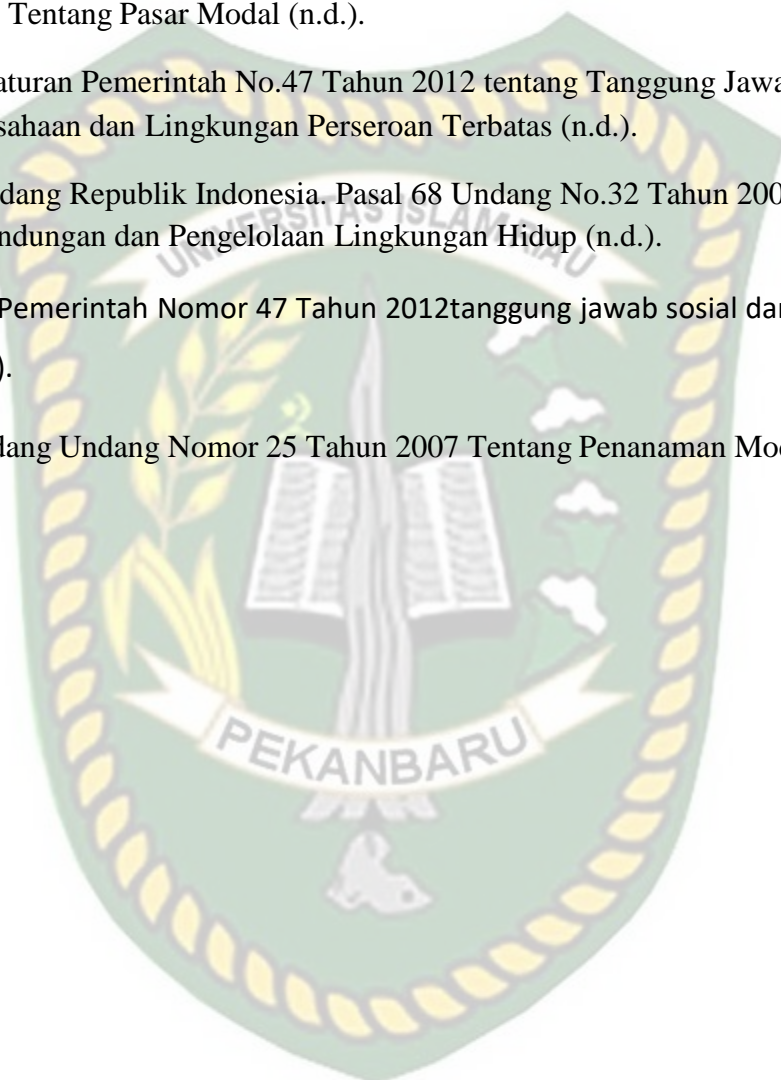 Tentang Pasar Modal (n.d.).
aturan Pemerintah No.47 Tahun 2012 tentang Tanggung Jawa
sahaan dan Lingkungan Perseroan Terbatas (n.d.).
dang Republik Indonesia. Pasal 68 Undang No.32 Tahun 200
ndungan dan Pengelolaan Lingkungan Hidup (n.d.).
UNIVERSITAS ISLAM RIAU
Pemerintah Nomor 47 Tahun 2012tanggung jawab sosial dan
).
dang Undang Nomor 25 Tahun 2007 Tentang Penanaman Mod
PEKANBARU